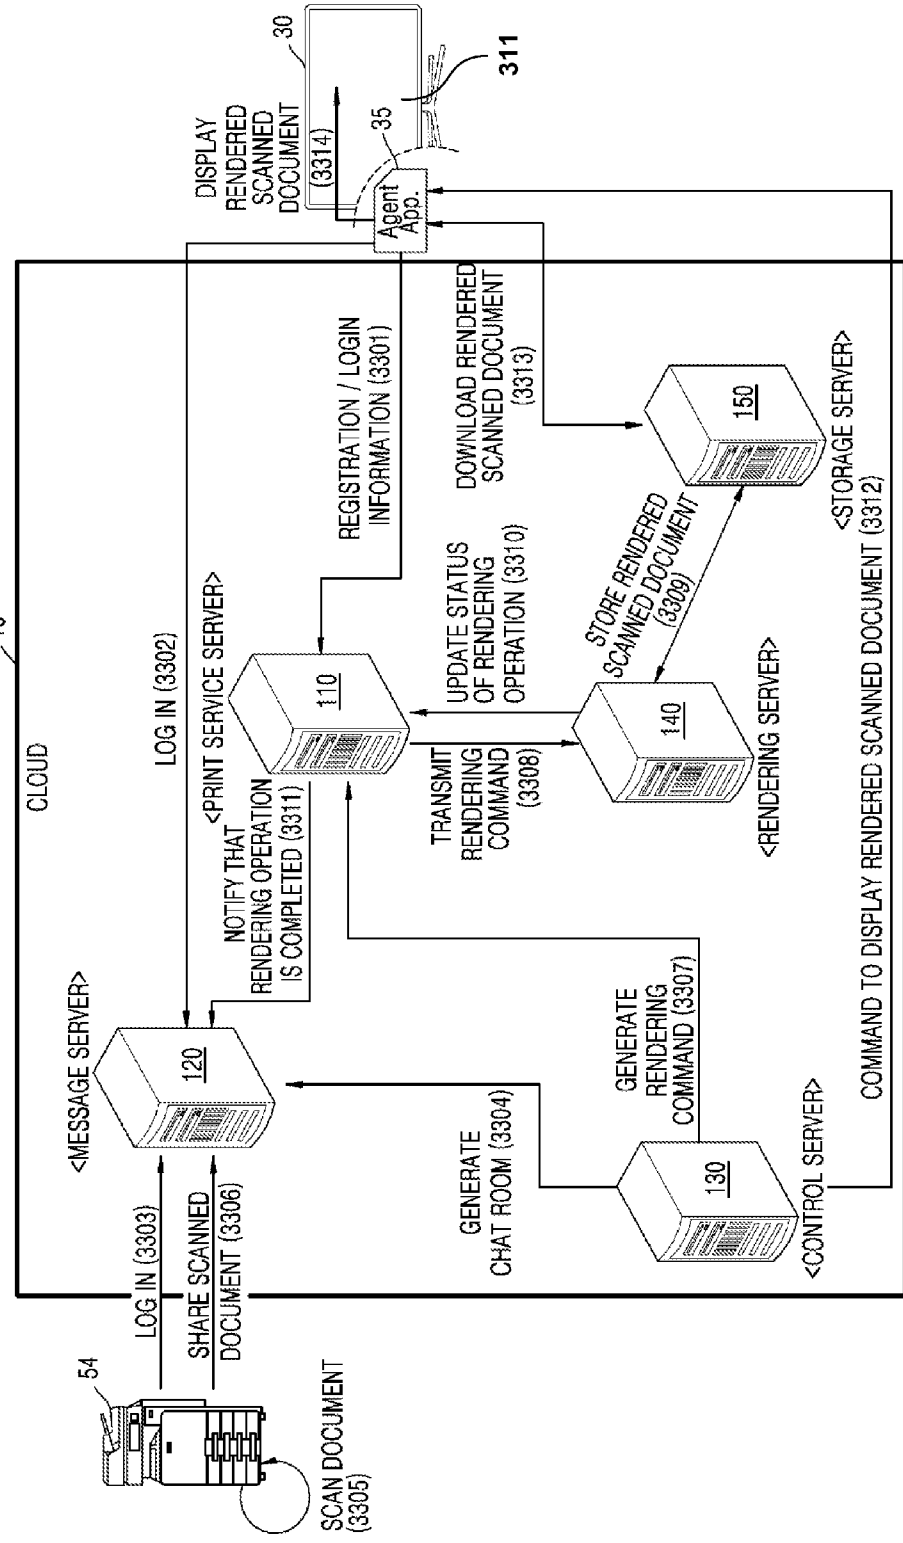 CLOUD
<MESSAGE SERVER>
54
LOG IN (3303)
SHARE SCANNED
DOCUMENT (3306)
120
LOG IN (3302)
<PRINT SERVICE SERVER>
NOTIFY THAT
RENDERING OPERATION
IS COMPLETED (3311)
110
DISPLAY
RENDERED
SCANNED
DOCUMENT
(3314)
30
SCAN DOCUMENT
(3305)
REGISTRATION / LOGIN
INFORMATION (3301)
Agent
App.
35
311
GENERATE
CHAT ROOM (3304)
TRANSMIT
RENDERING
COMMAND
(3308)
UPDATE STATUS
OF RENDERING
OPERATION (3310)
DOWNLOAD RENDERED
SCANNED DOCUMENT
(3313)
GENERATE
RENDERING
COMMAND (3307)
STORE RENDERED
SCANNED DOCUMENT
(3309)
130
140
150
<CONTROL SERVER>
<RENDERING SERVER>
<STORAGE SERVER>
COMMAND TO DISPLAY RENDERED SCANNED DOCUMENT (3312)